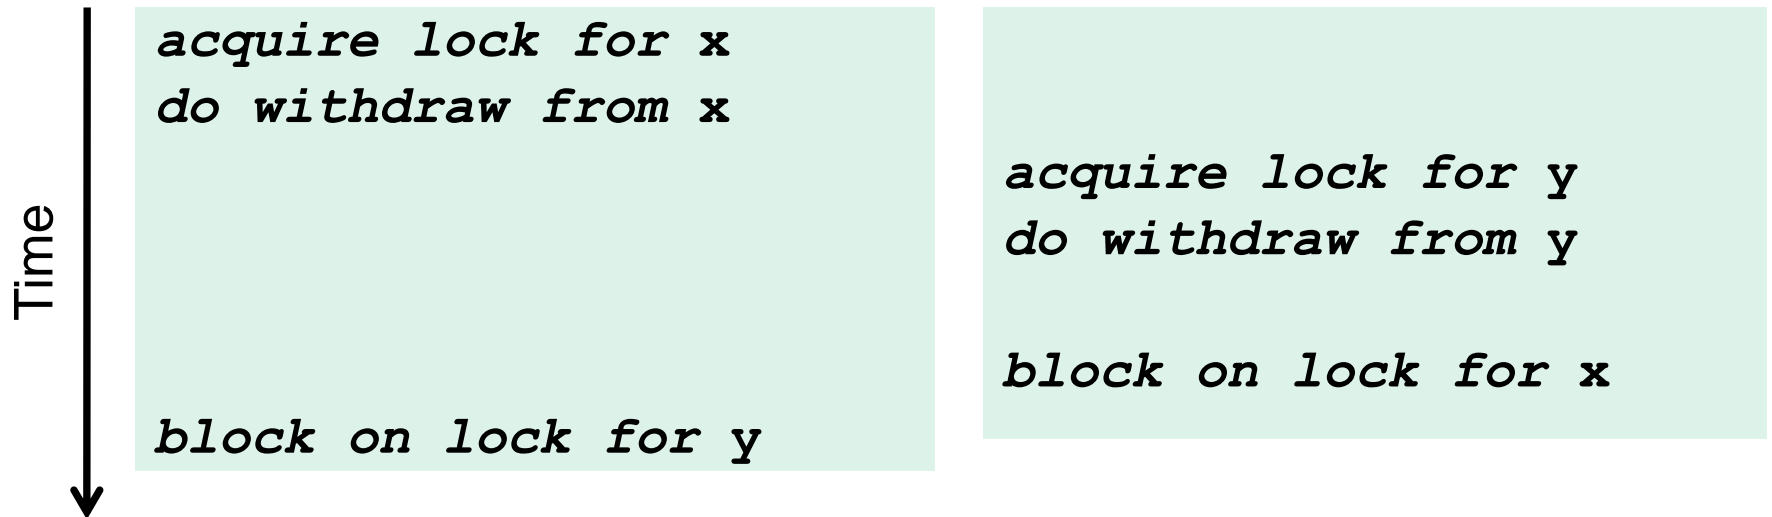 Time
acquire lock for x
do withdraw from x
block on lock for y
acquire lock for y
do withdraw from y
block on lock for x